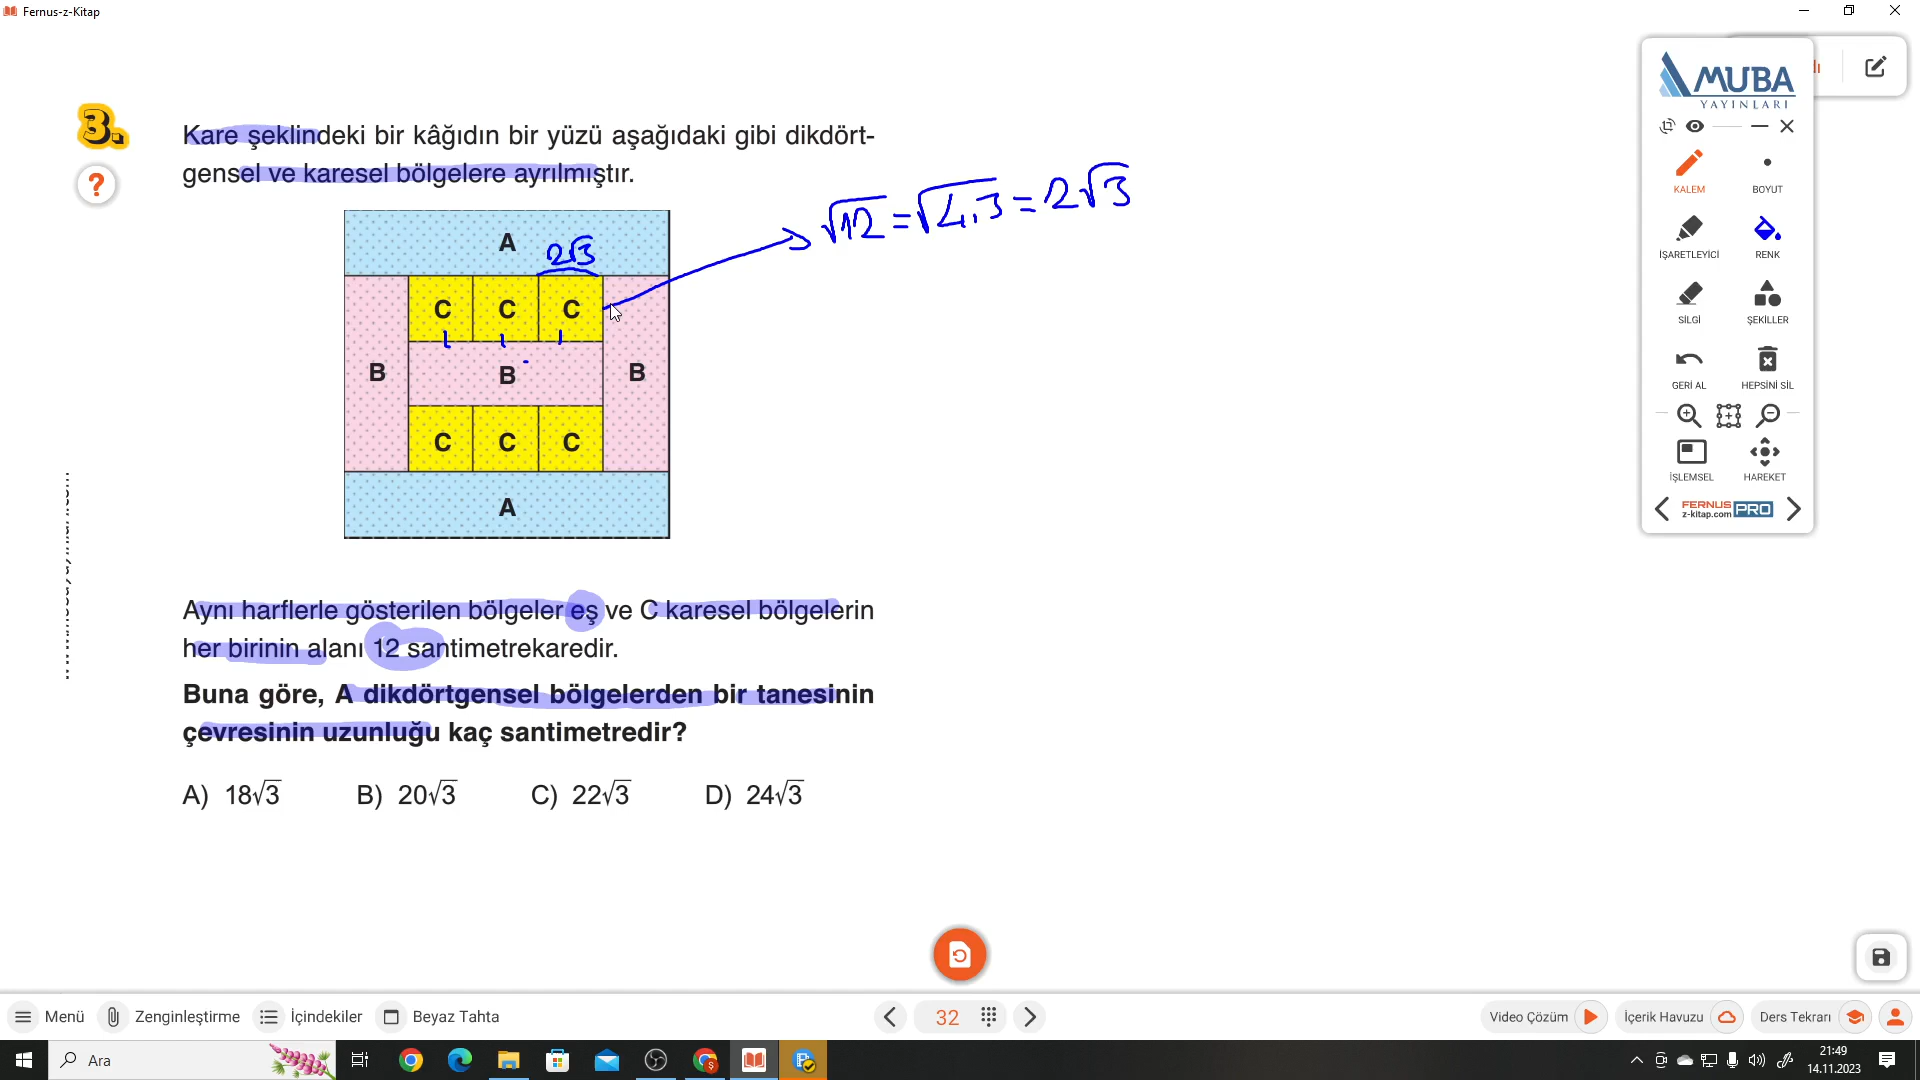 Fernus-z-Kitap
3.
Kare şeklindeki bir kâğıdın bir yüzü aşağıdaki gibi dikdört-
gensel ve karesel bölgelere ayrılmıştır.
?
√12 = √4.3 = 2√3
A
2√3
C C C
B B B
C C C
A
Aynı harflerle gösterilen bölgeler eş ve C karesel bölgelerin
her birinin alanı 12 santimetrekaredir.
Buna göre, A dikdörtgensel bölgelerden bir tanesinin
çevresinin uzunluğu kaç santimetredir?
A) 18√3 B) 20√3 C) 22√3 D) 24√3
MUBA
YAYINLARI
KALEM BOYUT
İŞARETLEYİCİ RENK
SİLGİ ŞEKİLLER
GERİ AL HEPSİNİ SİL
İŞLEMSEL HAREKET
FERNUS
z-kitap.com PRO
Menü Zenginleştirme İçindekiler Beyaz Tahta
32
Video Çözüm İçerik Havuzu Ders Tekrarı
Ara
21:49
14.11.2023